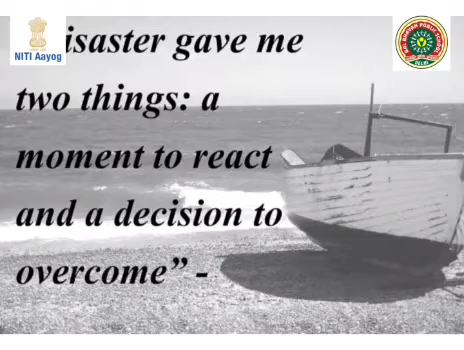 isaster gave me
two things: a
moment to react
and a decision to
overcome” -
NITI Aayog